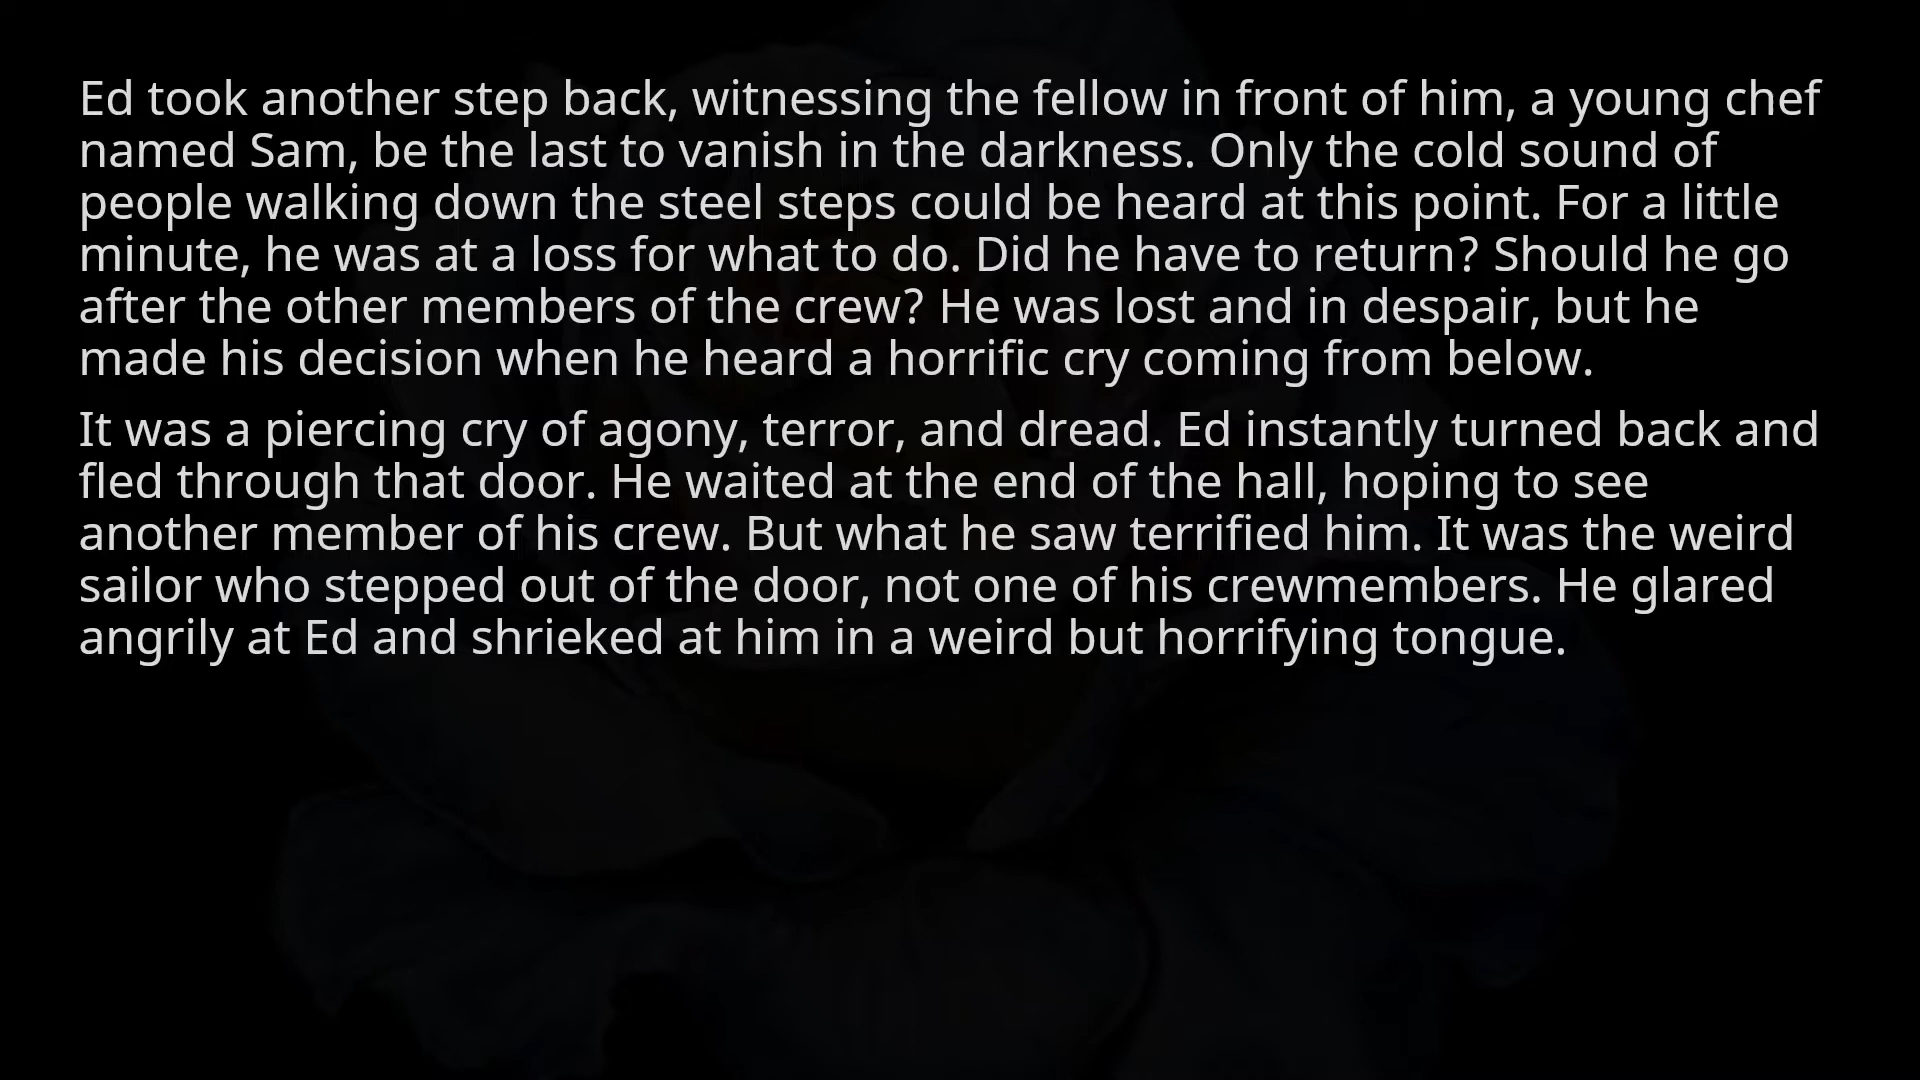 Ed took another step back, witnessing the fellow in front of him, a young chef
named Sam, be the last to vanish in the darkness. Only the cold sound of
people walking down the steel steps could be heard at this point. For a little
minute, he was at a loss for what to do. Did he have to return? Should he go
after the other members of the crew? He was lost and in despair, but he
made his decision when he heard a horrific cry coming from below.
It was a piercing cry of agony, terror, and dread. Ed instantly turned back and
fled through that door. He waited at the end of the hall, hoping to see
another member of his crew. But what he saw terrified him. It was the weird
sailor who stepped out of the door, not one of his crewmembers. He glared
angrily at Ed and shrieked at him in a weird but horrifying tongue.